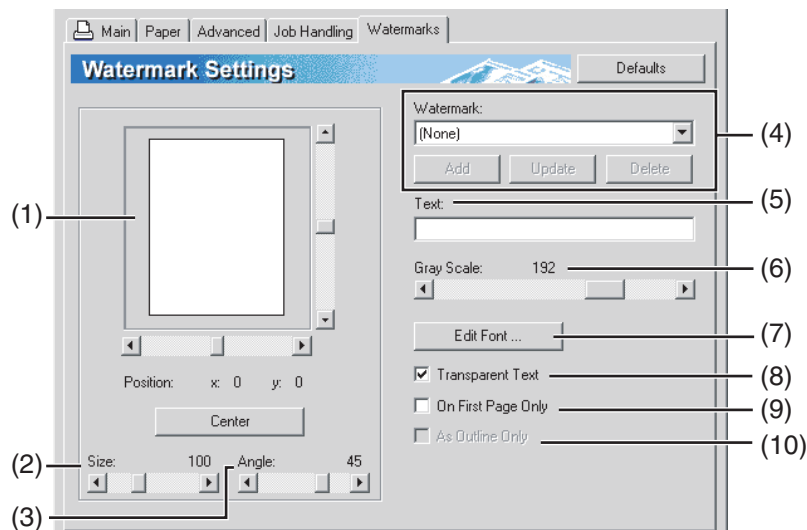 Main Paper Advanced Job Handling Watermarks
Watermark Settings
Defaults
(1)
Position: x: 0 y: 0
Center
(2)
Size: 100 Angle: 45
(3)
Watermark:
(None)
(4)
Add Update Delete
Text:
(5)
Gray Scale: 192
(6)
Edit Font ...
(7)
Transparent Text
(8)
On First Page Only
(9)
As Outline Only
(10)